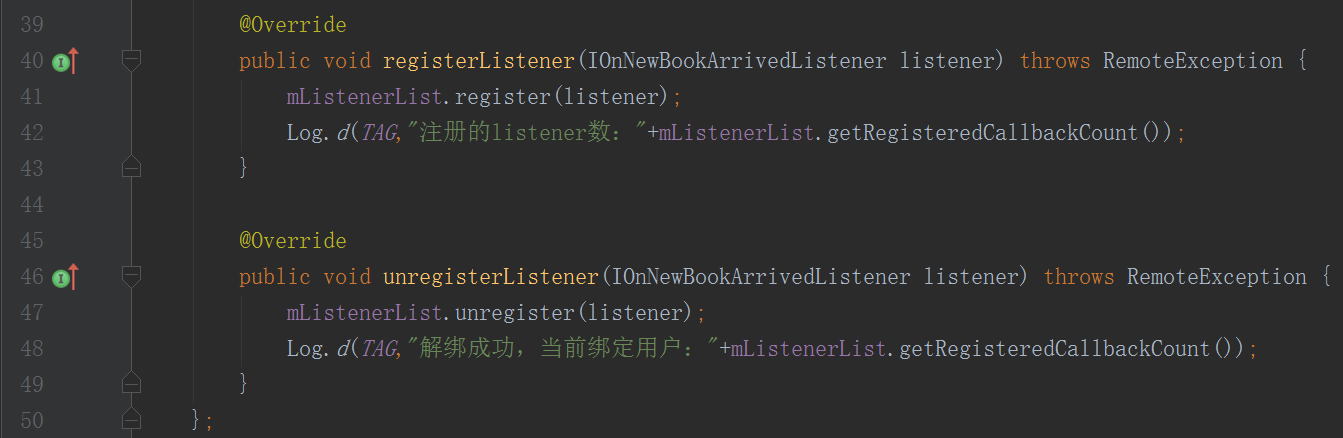 39 @Override
40 public void registerListener(IOnNewBookArrivedListener listener) throws RemoteException {
41 mListenerList.register(listener);
42 Log.d(TAG,"注册的listener数："+mListenerList.getRegisteredCallbackCount());
43 }
44
45 @Override
46 public void unregisterListener(IOnNewBookArrivedListener listener) throws RemoteException {
47 mListenerList.unregister(listener);
48 Log.d(TAG,"解绑成功，当前绑定用户："+mListenerList.getRegisteredCallbackCount());
49 }
50 };